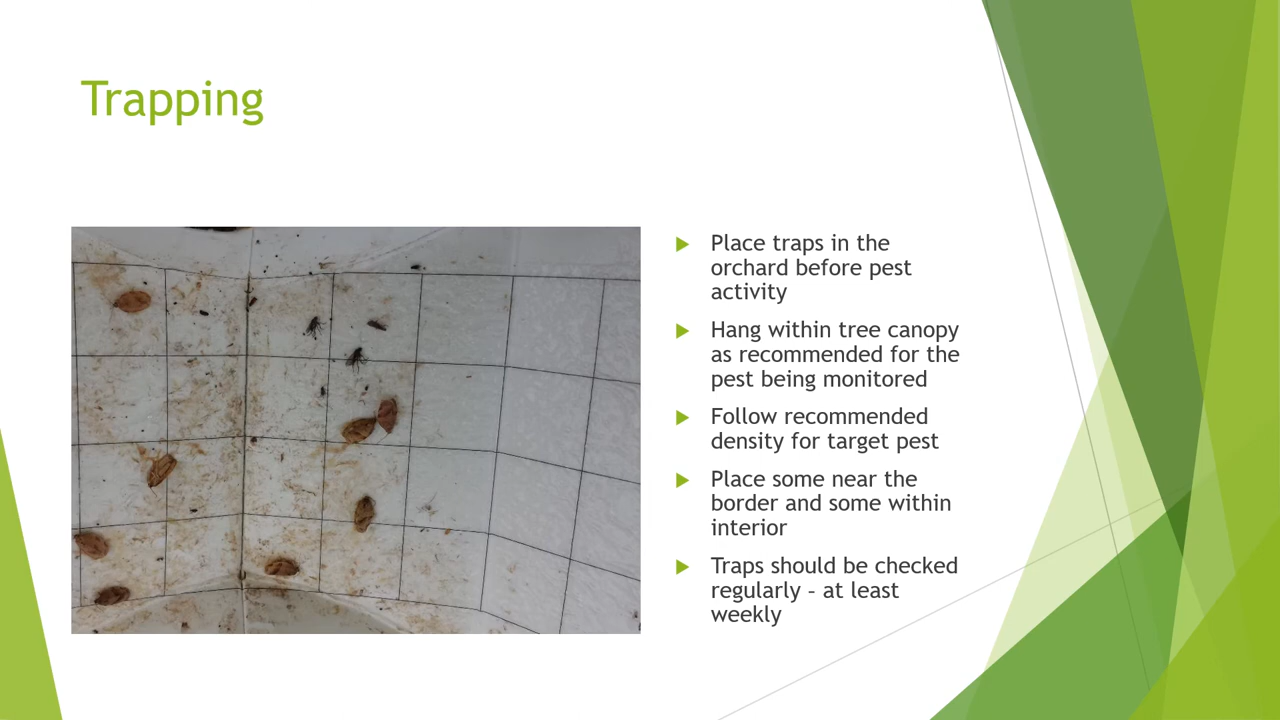 Trapping
Place traps in the
orchard before pest
activity
Hang within tree canopy
as recommended for the
pest being monitored
Follow recommended
density for target pest
Place some near the
border and some within
interior
Traps should be checked
regularly – at least
weekly